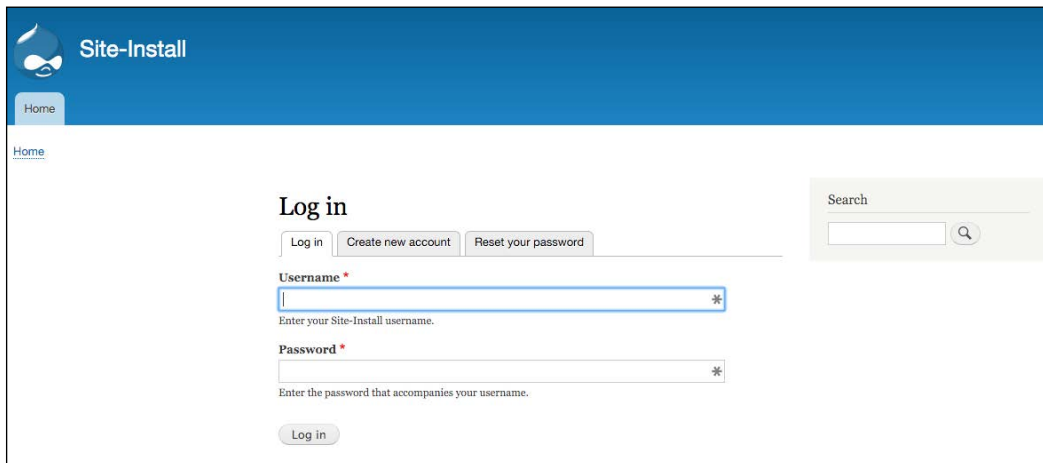 Site-Install
Home
Home
Log in
Log in Create new account Reset your password
Username *
Enter your Site-Install username.
Password *
Enter the password that accompanies your username.
Log in
Search